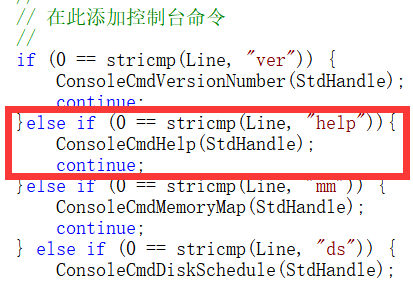 //
// 在此添加控制台命令
//
if (0 == stricmp(Line, "ver")) {
    ConsoleCmdVersionNumber(StdHandle);
    continue;
}else if (0 == stricmp(Line, "help")){
    ConsoleCmdHelp(StdHandle);
    continue;
}else if (0 == stricmp(Line, "mm")){
    ConsoleCmdMemoryMap(StdHandle);
    continue;
} else if (0 == stricmp(Line, "ds")) {
    ConsoleCmdDiskSchedule(StdHandle);